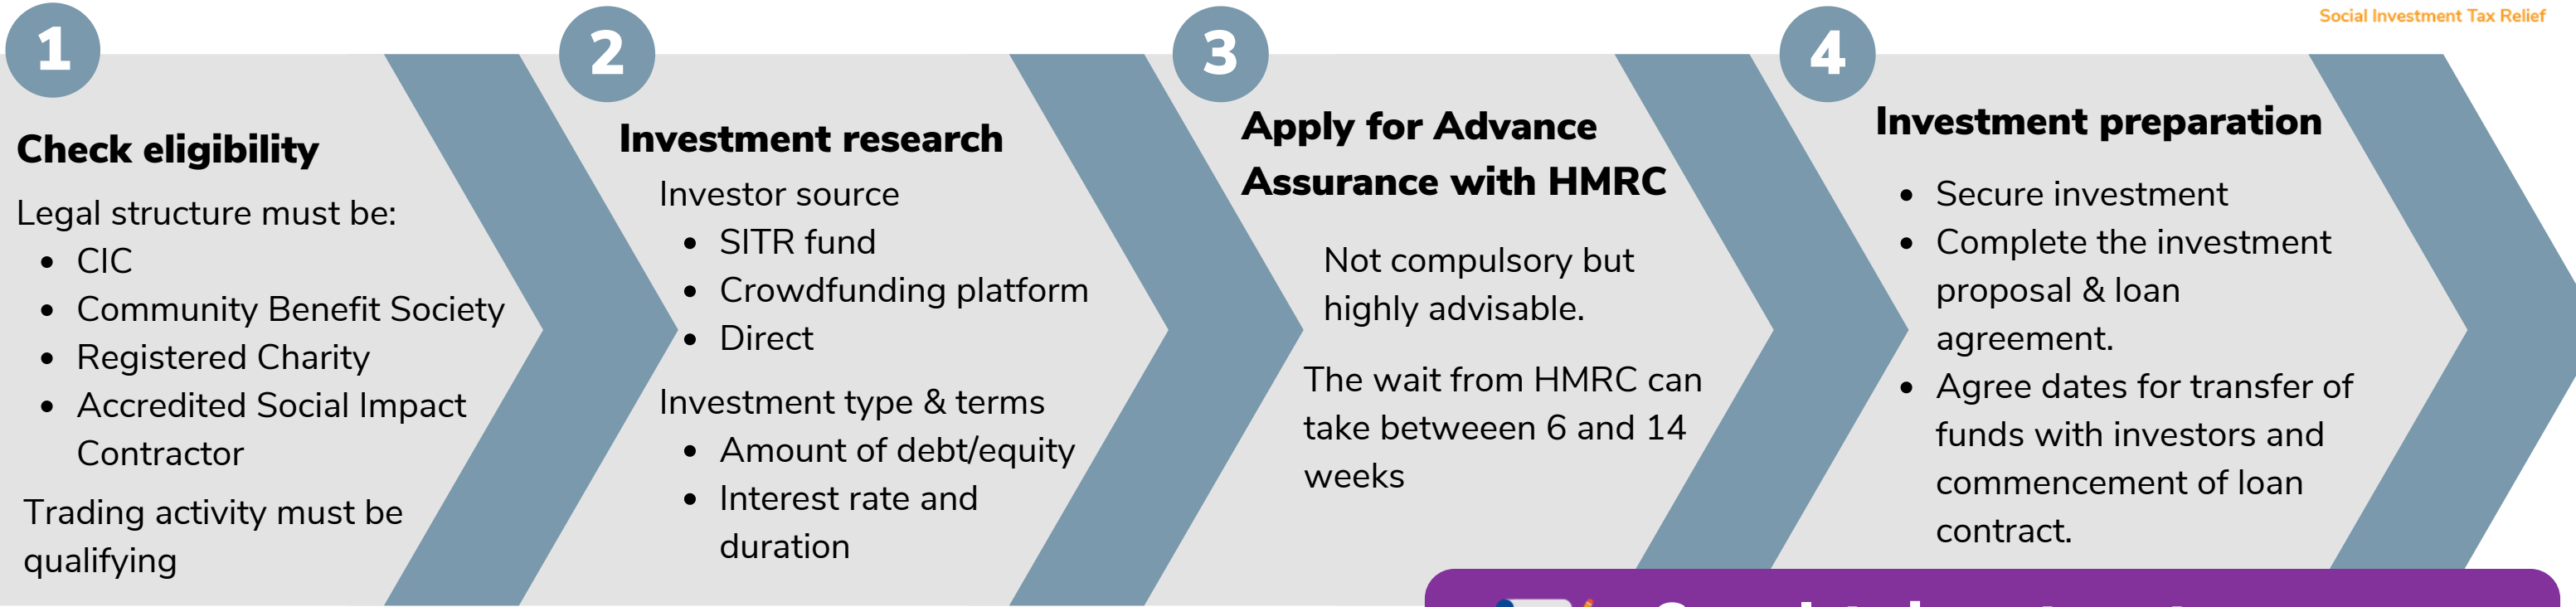 Social Investment Tax Relief
1
Check eligibility
Legal structure must be:
• CIC
• Community Benefit Society
• Registered Charity
• Accredited Social Impact
Contractor
Trading activity must be
qualifying
2
Investment research
Investor source
• SITR fund
• Crowdfunding platform
• Direct
Investment type & terms
• Amount of debt/equity
• Interest rate and
duration
3
Apply for Advance
Assurance with HMRC
Not compulsory but
highly advisable.
The wait from HMRC can
take betweeen 6 and 14
weeks
4
Investment preparation
• Secure investment
• Complete the investment
proposal & loan
agreement.
• Agree dates for transfer of
funds with investors and
commencement of loan
contract.